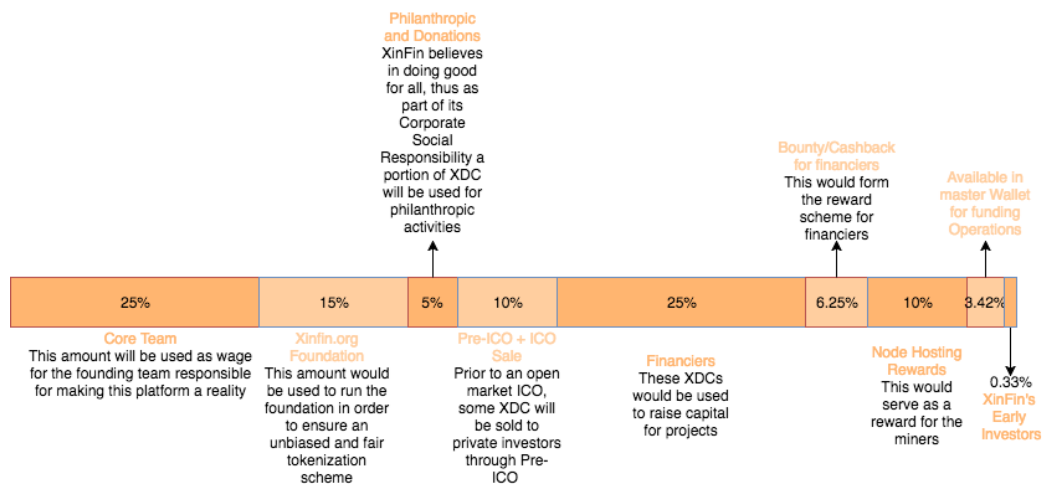 Philanthropic
and Donations
XinFin believes
in doing good
for all, thus as
part of its
Corporate
Social
Responsibility a
portion of XDC
will be used for
philanthropic
activities
Bounty/Cashback
for financiers
This would form
the reward
scheme for
financiers
Available in
master Wallet
for funding
Operations
25%
15%
5%
10%
25%
6.25%
10%
3.42%
Core Team
This amount will be used as wage
for the founding team responsible
for making this platform a reality
Xinfin.org
Foundation
This amount would
be used to run the
foundation in order
to ensure an
unbiased and fair
tokenization
scheme
Pre-ICO + ICO
Sale
Prior to an open
market ICO,
some XDC will
be sold to
private investors
through Pre-
ICO
Financiers
These XDCs
would be used
to raise capital
for projects
Node Hosting
Rewards
This would
serve as a
reward for the
miners
0.33%
XinFin's
Early
Investors